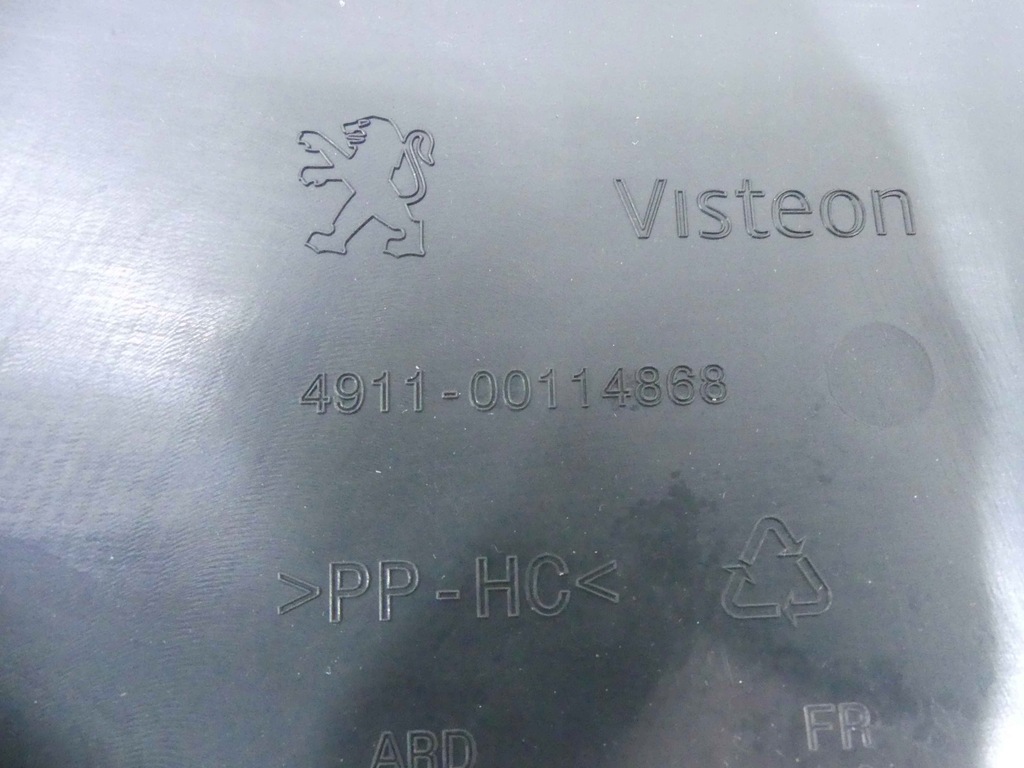 Visteon
4911-00114868
>PP-HC<
FR
ARD